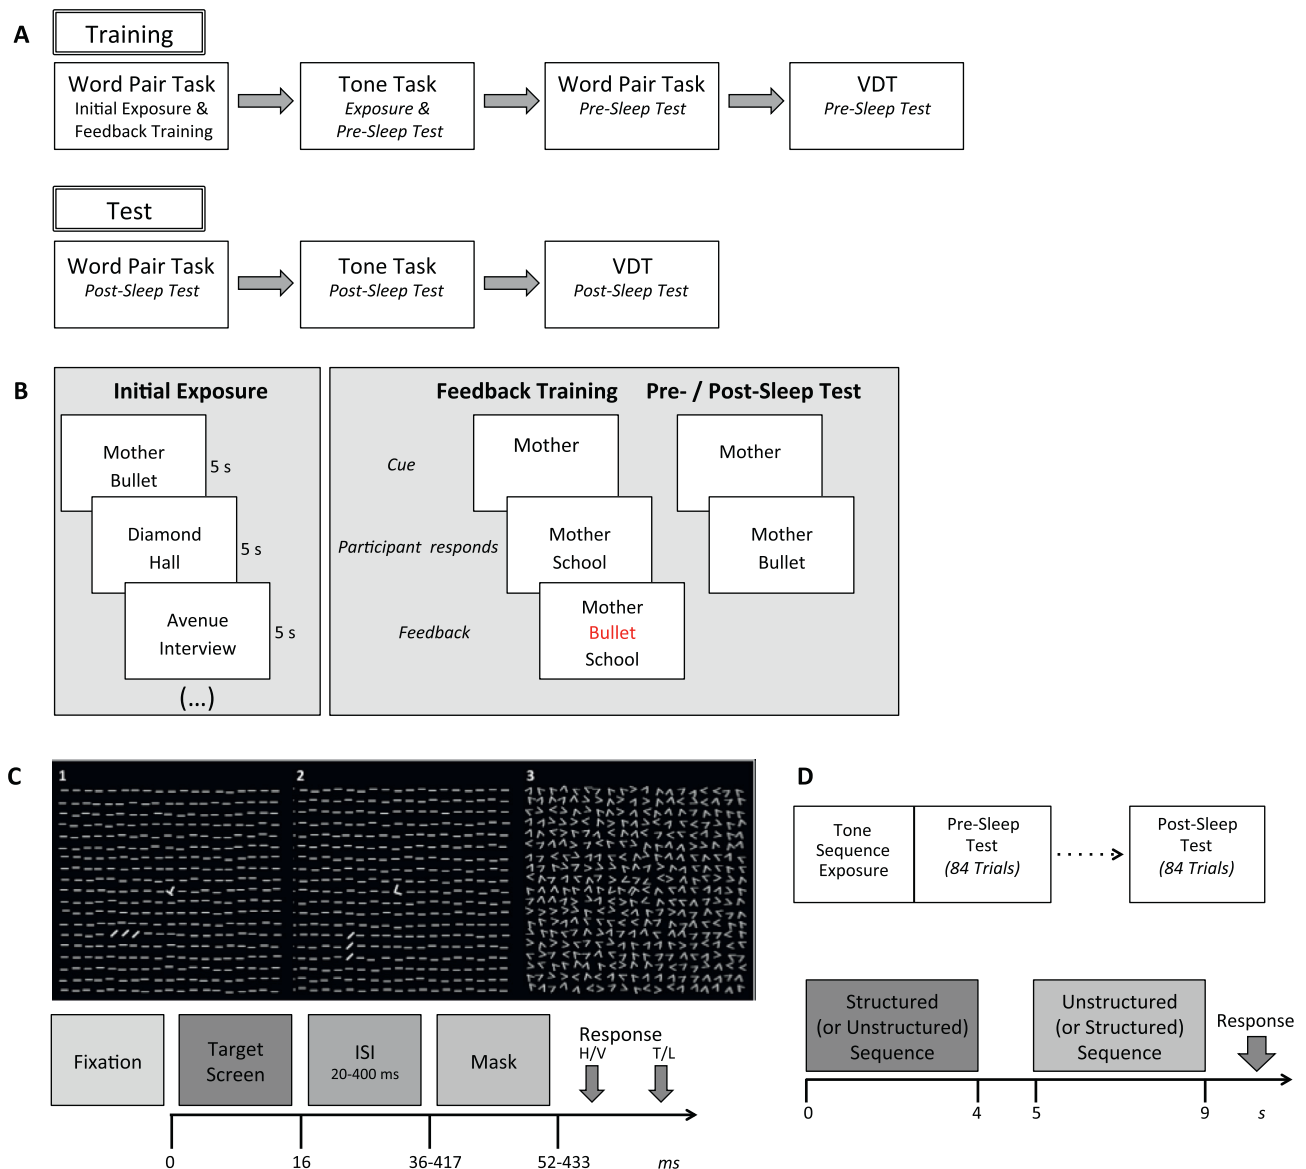 A
Training
Word Pair Task
Initial Exposure &
Feedback Training
Tone Task
Exposure &
Pre-Sleep Test
Word Pair Task
Pre-Sleep Test
VDT
Pre-Sleep Test
Test
Word Pair Task
Post-Sleep Test
Tone Task
Post-Sleep Test
VDT
Post-Sleep Test
B
Initial Exposure
Mother
Bullet
5 s
Diamond
Hall
5 s
Avenue
Interview
5 s
(...)
Feedback Training
Pre- / Post-Sleep Test
Cue
Mother
Mother
Participant responds
Mother
School
Mother
Bullet
Feedback
Mother
Bullet
School
C
1
2
3
Fixation
Target
Screen
ISI
20-400 ms
Mask
Response
H/V
T/L
0
16
36-417
52-433
ms
D
Tone
Sequence
Exposure
Pre-Sleep
Test
(84 Trials)
Post-Sleep
Test
(84 Trials)
Structured
(or Unstructured)
Sequence
Unstructured
(or Structured)
Sequence
Response
0
4
5
9
s